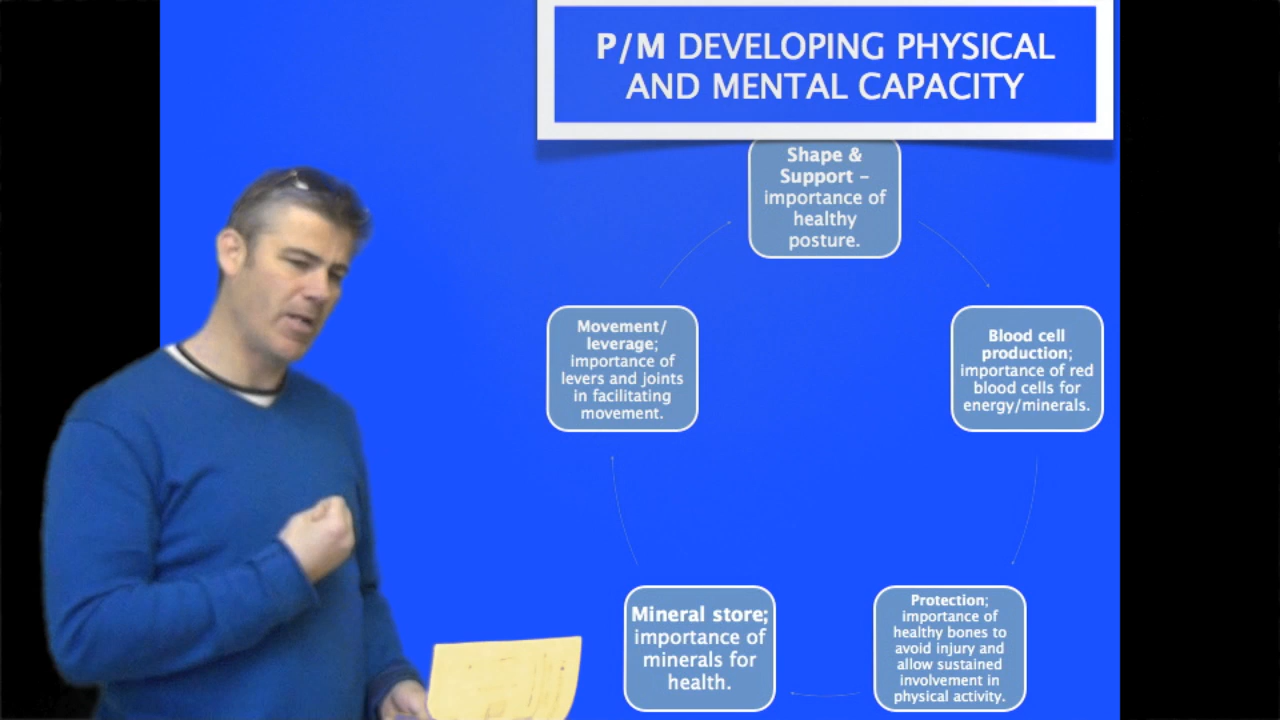 P/M DEVELOPING PHYSICAL
AND MENTAL CAPACITY
Shape &
Support –
importance of
healthy
posture.
Blood cell
production;
importance of red
blood cells for
energy/minerals.
Protection;
importance of
healthy bones to
avoid injury and
allow sustained
involvement in
physical activity.
Mineral store;
importance of
minerals for
health.
Movement/
leverage;
importance of
levers and joints
in facilitating
movement.